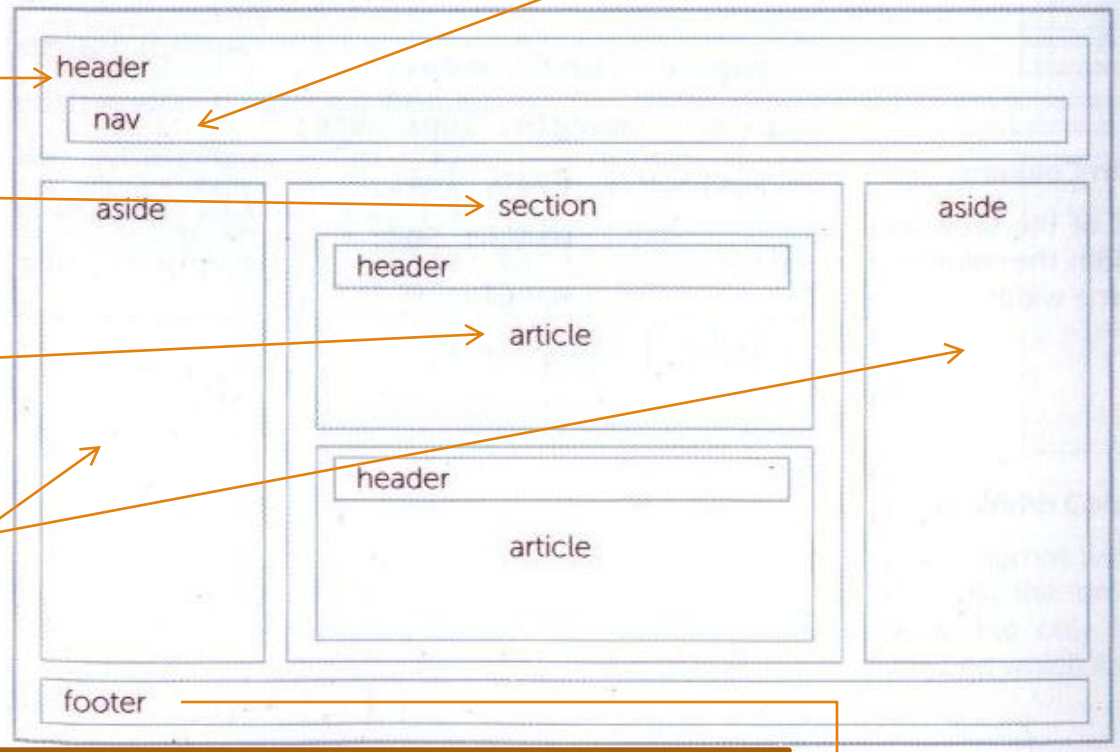 header
nav
aside
section
aside
header
article
header
article
footer